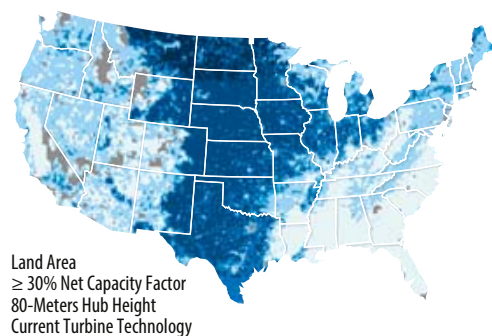 Land Area
≥ 30% Net Capacity Factor
80-Meters Hub Height
Current Turbine Technology